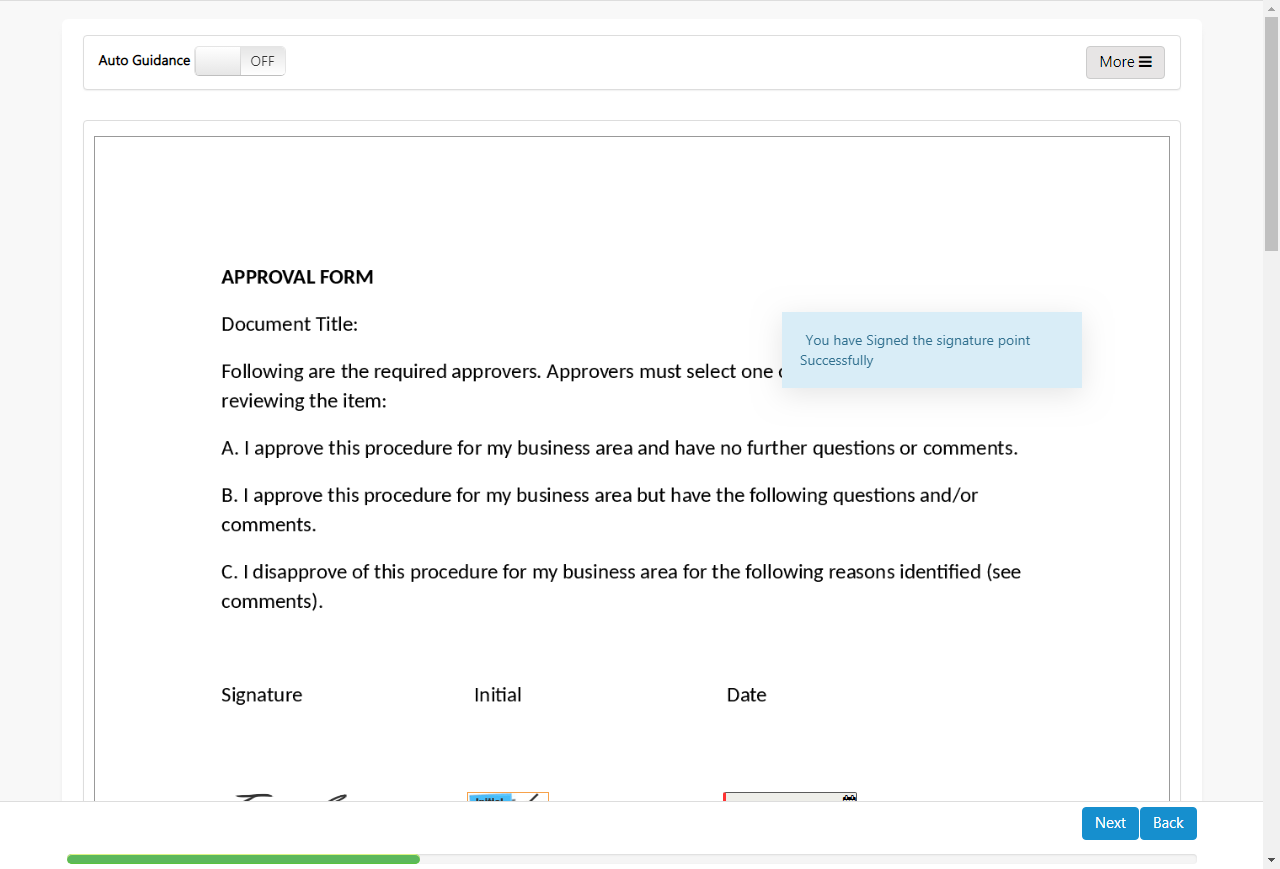 Auto Guidance OFF More
APPROVAL FORM
Document Title:
Following are the required approvers. Approvers must select one
You have Signed the signature point
Successfully
reviewing the item:
A. I approve this procedure for my business area and have no further questions or comments.
B. I approve this procedure for my business area but have the following questions and/or
comments.
C. I disapprove of this procedure for my business area for the following reasons identified (see
comments).
Signature Initial Date
Next Back